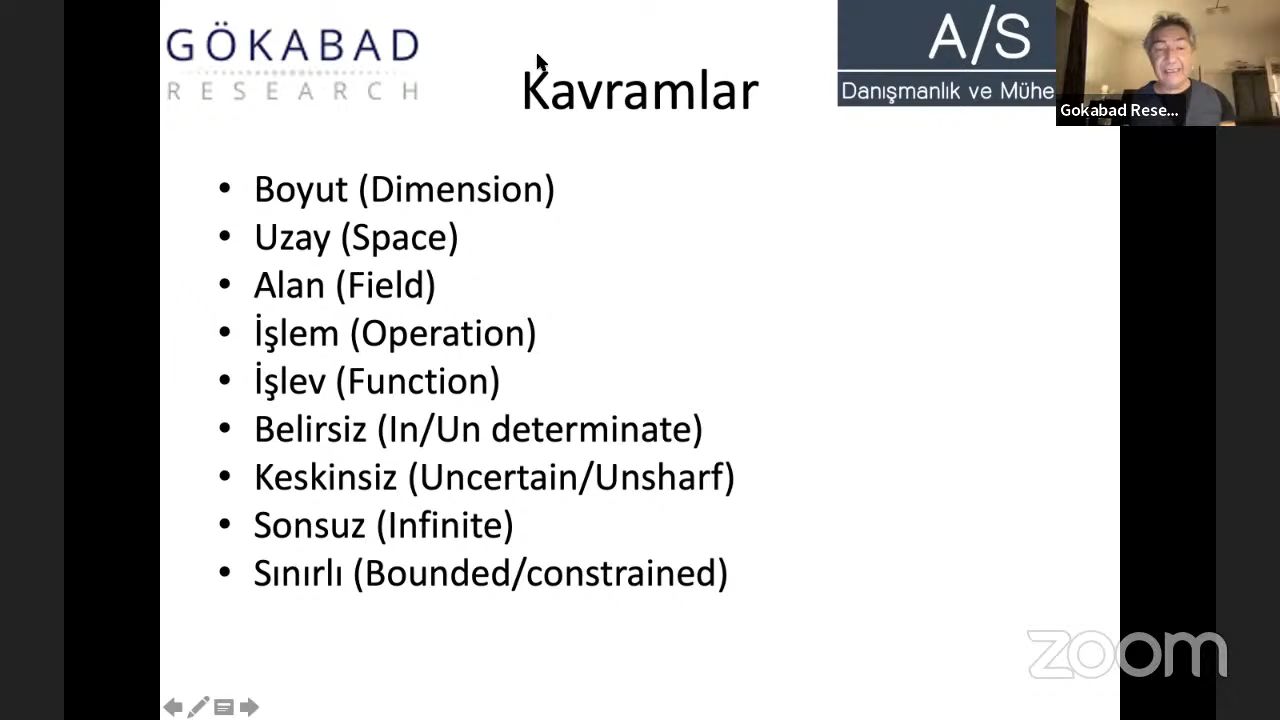 GÖKABAD
RESEARCH
Kavramlar
A/S
Danışmanlık ve Mühe
Gokabad Rese...
• Boyut (Dimension)
• Uzay (Space)
• Alan (Field)
• İşlem (Operation)
• İşlev (Function)
• Belirsiz (In/Un determinate)
• Keskinsiz (Uncertain/Unsharf)
• Sonsuz (Infinite)
• Sınırlı (Bounded/constrained)
zoom